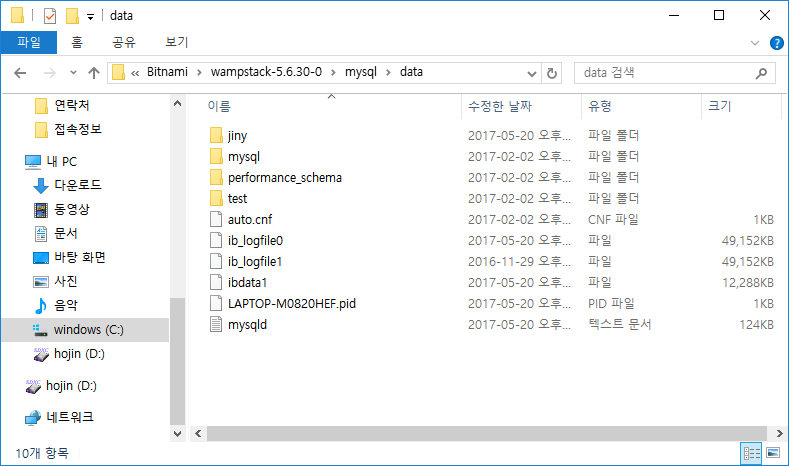 data
파일 홈 공유 보기
« Bitnami > wampstack-5.6.30-0 > mysql > data
data 검색
연락처
접속정보
내 PC
다운로드
동영상
문서
바탕 화면
사진
음악
windows (C:)
hojin (D:)
hojin (D:)
네트워크
이름 수정한 날짜 유형 크기
jiny 2017-05-20 오후... 파일 폴더
mysql 2017-02-02 오후... 파일 폴더
performance_schema 2017-02-02 오후... 파일 폴더
test 2017-02-02 오후... 파일 폴더
auto.cnf 2017-02-02 오후... CNF 파일 1KB
ib_logfile0 2017-05-20 오후... 파일 49,152KB
ib_logfile1 2016-11-29 오후... 파일 49,152KB
ibdata1 2017-05-20 오후... 파일 12,288KB
LAPTOP-M0820HEF.pid 2017-05-20 오후... PID 파일 1KB
mysqld 2017-05-20 오후... 텍스트 문서 124KB
10개 항목